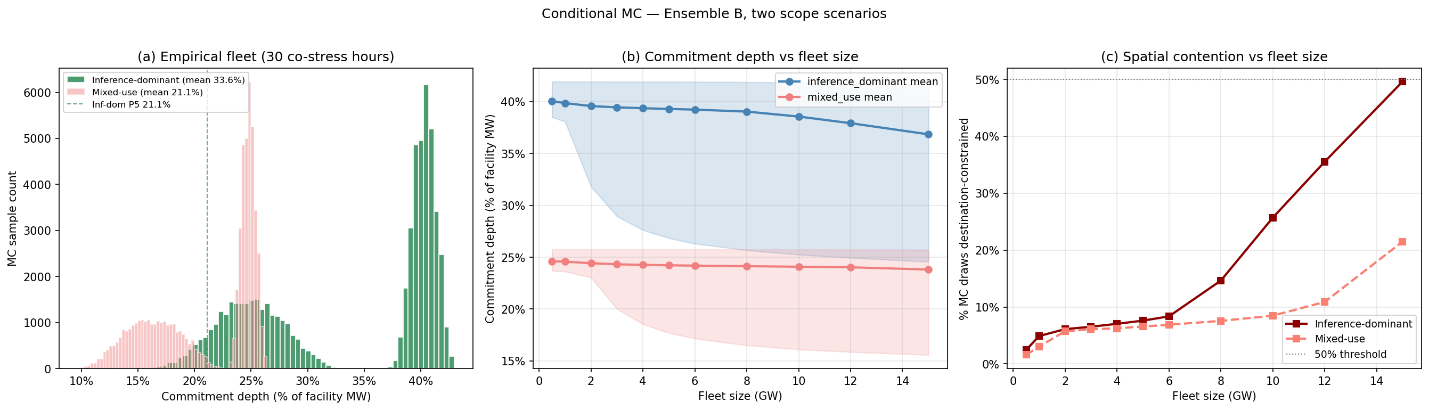 Conditional MC — Ensemble B, two scope scenarios
(a) Empirical fleet (30 co-stress hours)
Inference-dominant (mean 33.6%)
Mixed-use (mean 21.1%)
Inf-dom P5 21.1%
MC sample count
6000
5000
4000
3000
2000
1000
0
10%
15%
20%
25%
30%
35%
40%
Commitment depth (% of facility MW)
(b) Commitment depth vs fleet size
inference_dominant mean
mixed_use mean
Commitment depth (% of facility MW)
40%
35%
30%
25%
20%
15%
0
2
4
6
8
10
12
14
Fleet size (GW)
(c) Spatial contention vs fleet size
% MC draws destination-constrained
50%
40%
30%
20%
10%
0%
Inference-dominant
Mixed-use
50% threshold
0
2
4
6
8
10
12
14
Fleet size (GW)